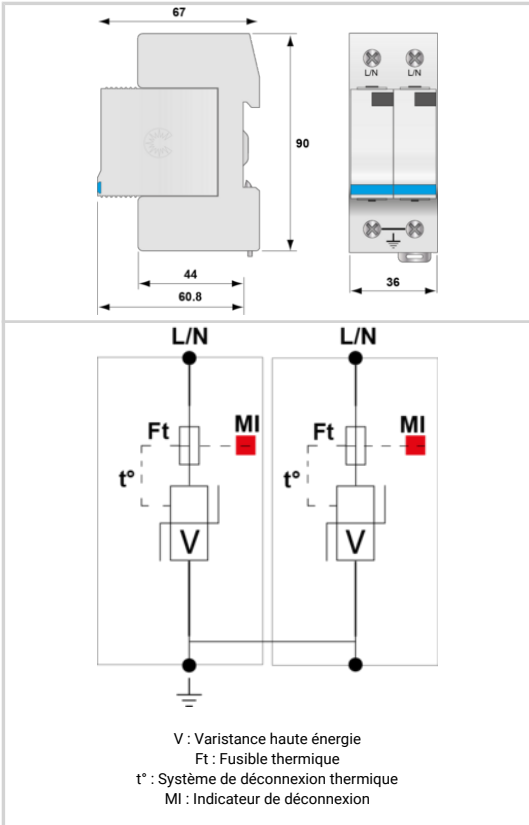 67
L/N L/N
90
44
60.8
36
L/N L/N
Ft MI Ft MI
t° t°
V V
V : Varistance haute énergie
Ft : Fusible thermique
t° : Système de déconnexion thermique
MI : Indicateur de déconnexion